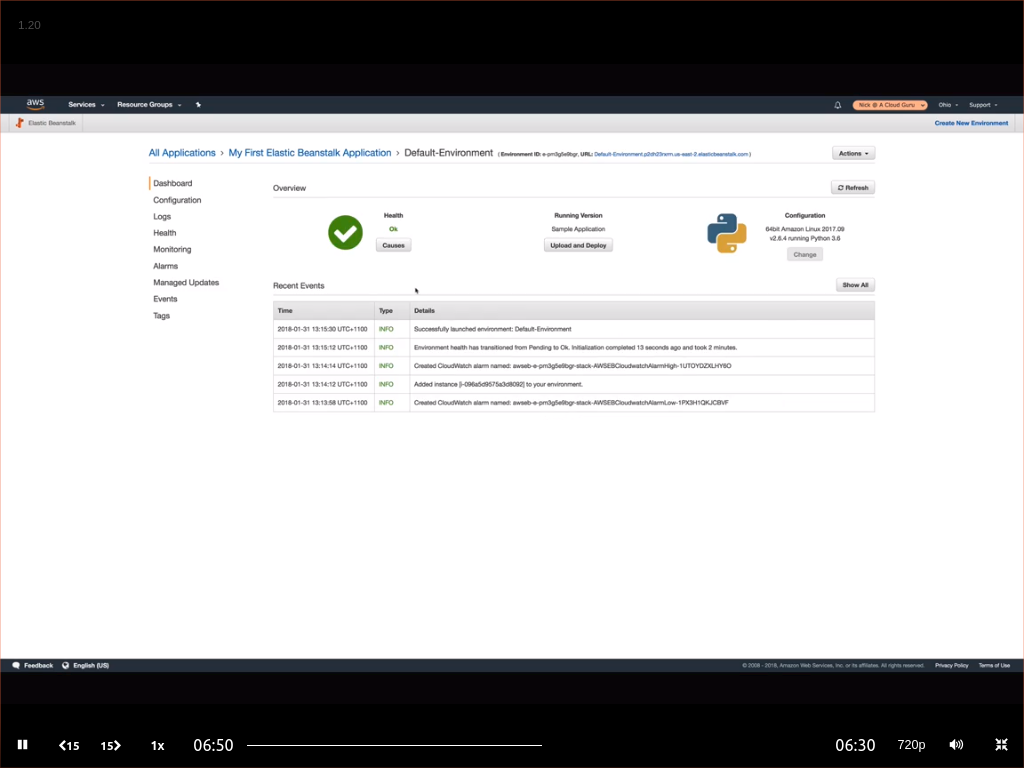 1.20
aws Services Resource Groups Nick @ A Cloud Guru Ohio Support
Elastic Beanstalk Create New Environment
All Applications › My First Elastic Beanstalk Application › Default-Environment ( Environment ID: e-pm3g5e9bgr, URL: Default-Environment.p2dh23rwrn.us-east-2.elasticbeanstalk.com ) Actions
Dashboard
Configuration
Logs
Health
Monitoring
Alarms
Managed Updates
Events
Tags
Overview Refresh
Health
Ok
Causes
Running Version
Sample Application
Upload and Deploy
Configuration
64bit Amazon Linux 2017.09
v2.6.4 running Python 3.6
Change
Recent Events Show All
Time Type Details
2018-01-31 13:15:30 UTC+1100 INFO Successfully launched environment: Default-Environment
2018-01-31 13:15:12 UTC+1100 INFO Environment health has transitioned from Pending to Ok. Initialization completed 13 seconds ago and took 2 minutes.
2018-01-31 13:14:14 UTC+1100 INFO Created CloudWatch alarm named: awseb-e-pm3g5e9bgr-stack-AWSEBCloudwatchAlarmHigh-1UTOYDZXLHY6O
2018-01-31 13:14:12 UTC+1100 INFO Added instance [i-096a5d9575a3d8092] to your environment.
2018-01-31 13:13:58 UTC+1100 INFO Created CloudWatch alarm named: awseb-e-pm3g5e9bgr-stack-AWSEBCloudwatchAlarmLow-1PX3H1QKJCBVF
Feedback English (US) © 2008 - 2018, Amazon Web Services, Inc. or its affiliates. All rights reserved. Privacy Policy Terms of Use
15 15 1x 06:50 06:30 720p